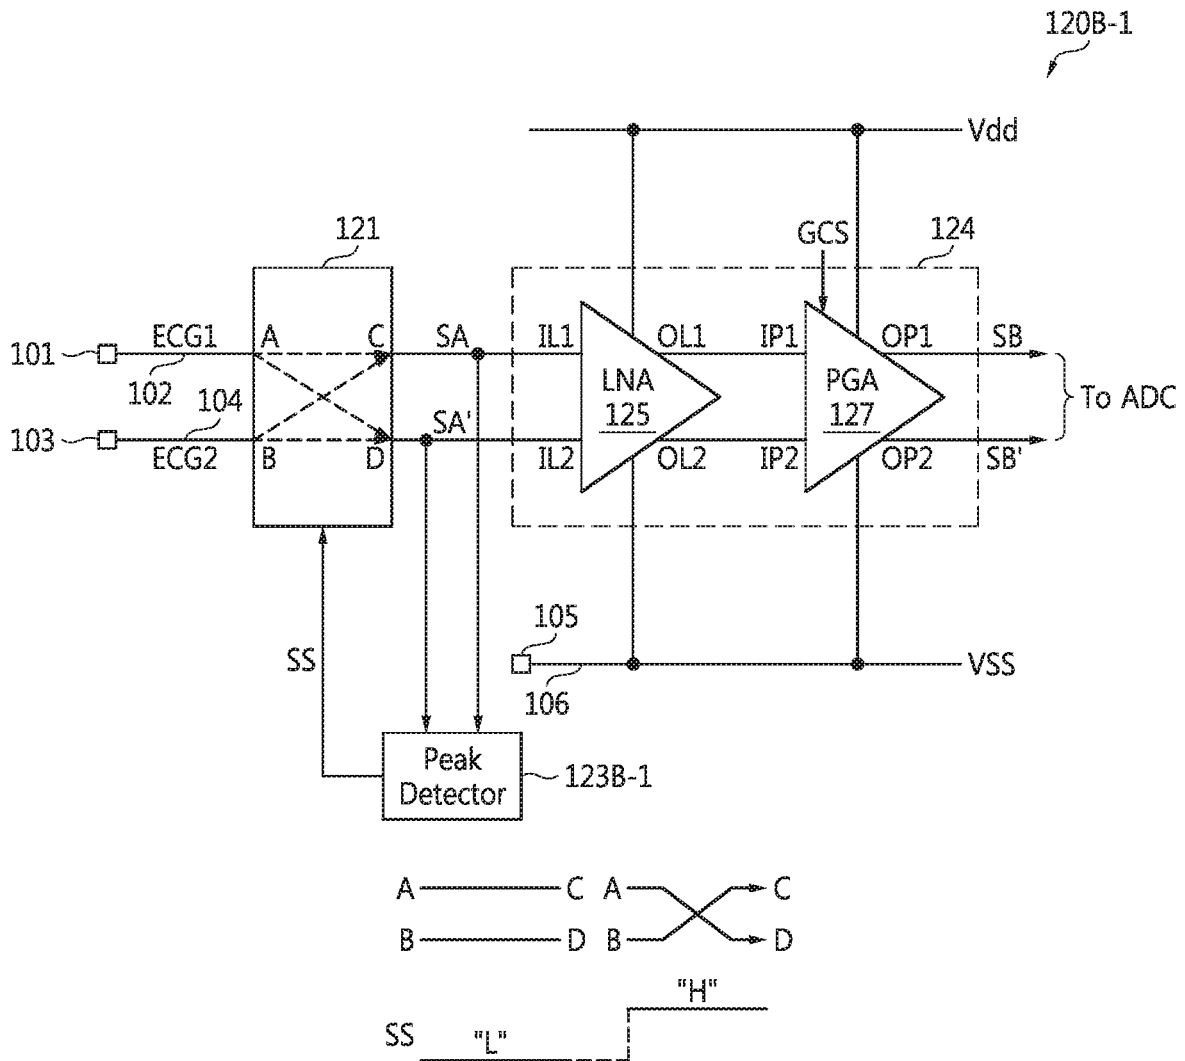 120B-1
Vdd
121
GCS
124
ECG1 A C SA IL1 OL1 IP1 OP1 SB
101
102
LNA
125
PGA
127
To ADC
104
103
SA'
ECG2 B D IL2 OL2 IP2 OP2 SB'
105
SS
106
VSS
Peak
Detector
123B-1
A C A C
B D B D
"H"
SS "L"